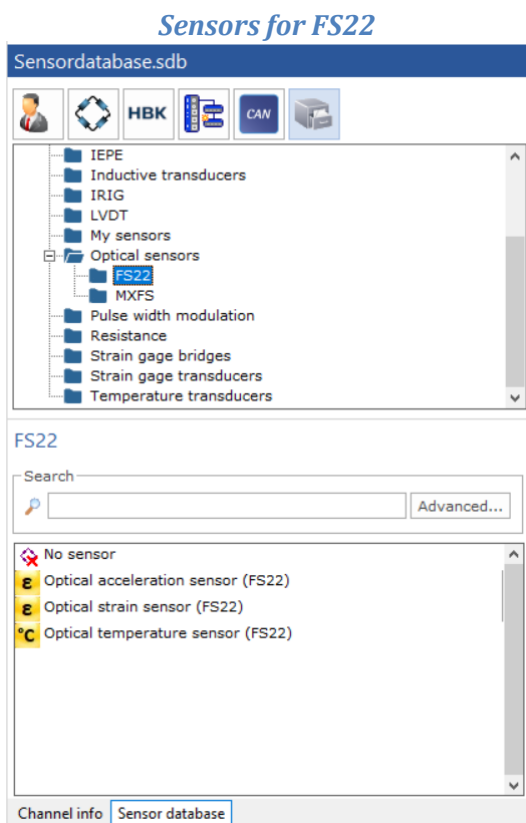 Sensors for FS22
Sensordatabase.sdb
HBK CAN
IEPE
Inductive transducers
IRIG
LVDT
My sensors
Optical sensors
FS22
MXFS
Pulse width modulation
Resistance
Strain gage bridges
Strain gage transducers
Temperature transducers
FS22
Search
Advanced...
No sensor
ε Optical acceleration sensor (FS22)
ε Optical strain sensor (FS22)
°C Optical temperature sensor (FS22)
Channel info Sensor database